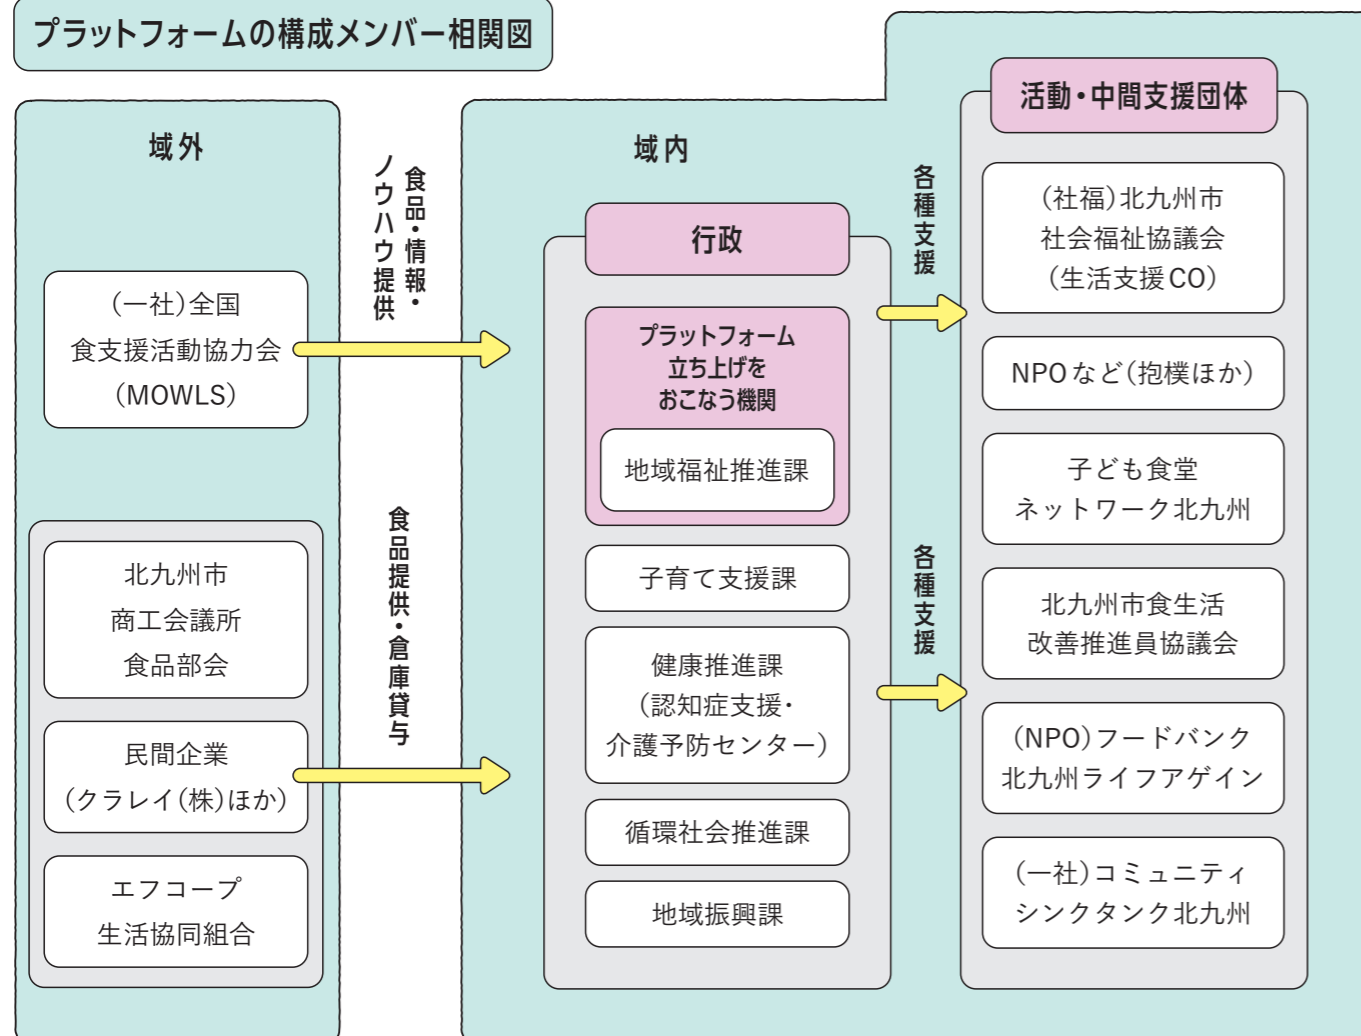 プラットフォームの構成メンバー相関図
域外
(一社)全国
食支援活動協力会
(MOWLS)
北九州市
商工会議所
食品部会
民間企業
(クラレイ(株)ほか)
エフコープ
生活協同組合
食品・情報・
ノウハウ提供
食品提供・倉庫貸与
域内
行政
プラットフォーム
立ち上げを
おこなう機関
地域福祉推進課
子育て支援課
健康推進課
(認知症支援・
介護予防センター)
循環社会推進課
地域振興課
各種支援
各種支援
活動・中間支援団体
(社福)北九州市
社会福祉協議会
(生活支援CO)
NPOなど(抱樸ほか)
子ども食堂
ネットワーク北九州
北九州市食生活
改善推進員協議会
(NPO)フードバンク
北九州ライフアゲイン
(一社)コミュニティ
シンクタンク北九州